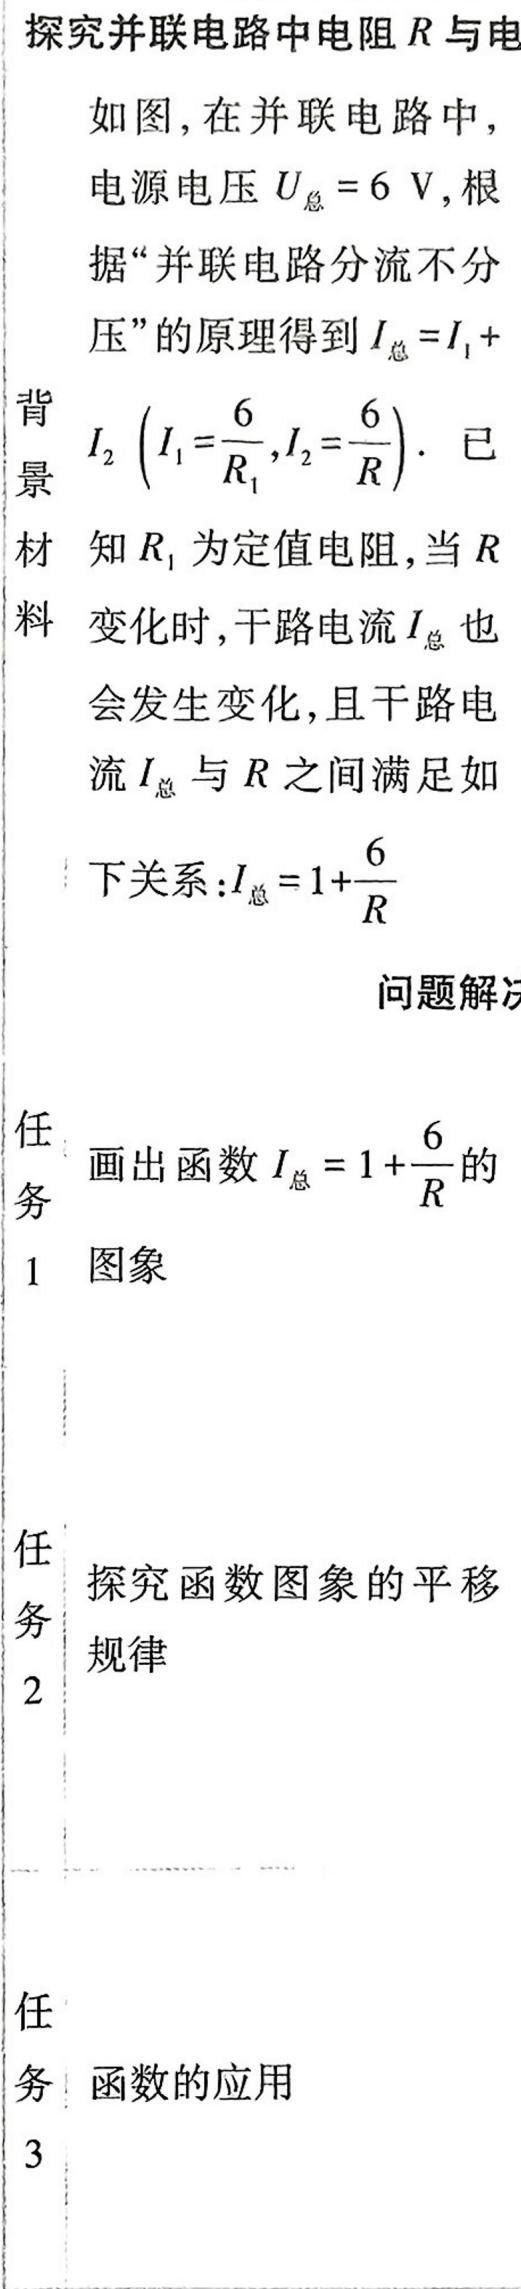 探究并联电路中电阻 R 与电
如图,在并联电路中,
电源电压 U总 = 6 V,根
据“并联电路分流不分
压”的原理得到 I总 = I₁ +
I₂ (I₁ = 6/R₁, I₂ = 6/R). 已
知 R₁ 为定值电阻,当 R
变化时,干路电流 I总 也
会发生变化,且干路电
流 I总 与 R 之间满足如
下关系: I总 = 1 + 6/R
背景材料
问题解决
任务1
画出函数 I总 = 1 + 6/R 的
图象
任务2
探究函数图象的平移
规律
任务3
函数的应用